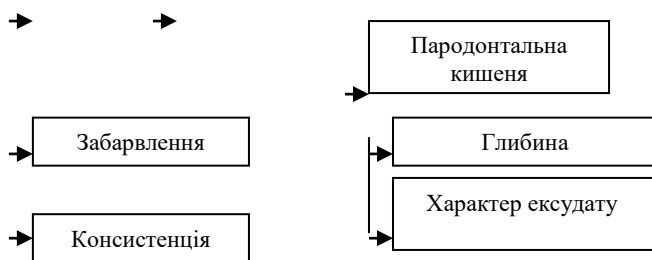 Пародонтальна
кишеня
Забарвлення
Глибина
Характер ексудату
Консистенція